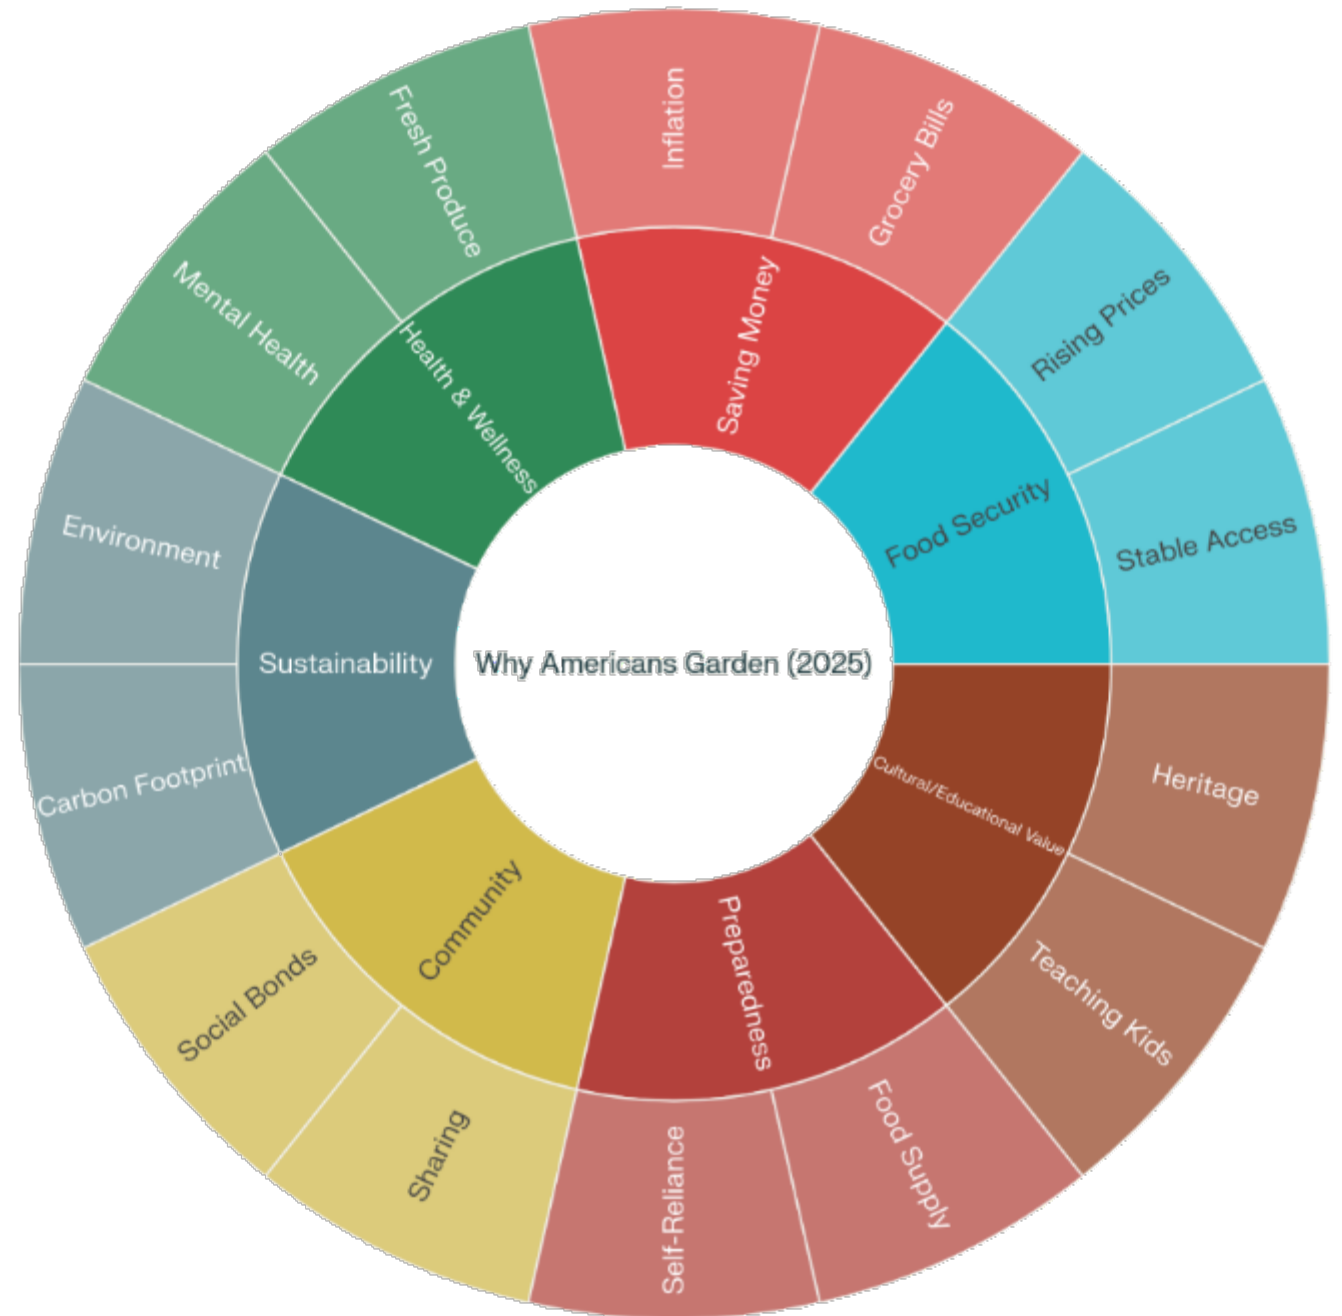 Why Americans Garden (2025)
Saving Money
Inflation
Grocery Bills
Food Security
Rising Prices
Stable Access
Cultural/Educational Value
Heritage
Teaching Kids
Preparedness
Food Supply
Self-Reliance
Community
Sharing
Social Bonds
Sustainability
Carbon Footprint
Environment
Health & Wellness
Mental Health
Fresh Produce